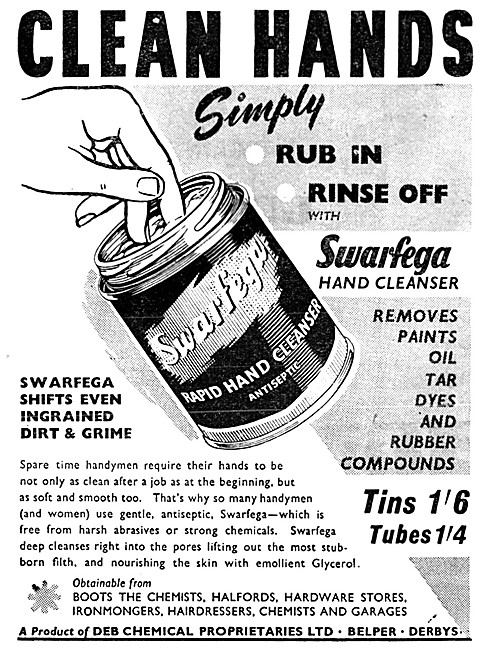 CLEAN HANDS
Simply
RUB IN
RINSE OFF
WITH
Swarfega
HAND CLEANSER
REMOVES
PAINTS
OIL
TAR
DYES
AND
RUBBER
COMPOUNDS
Swarfega
RAPID HAND CLEANSER
ANTISEPTIC
SWARFEGA
SHIFTS EVEN
INGRAINED
DIRT & GRIME
Spare time handymen require their hands to be
not only as clean after a job as at the beginning, but
as soft and smooth too. That's why so many handymen
(and women) use gentle, antiseptic, Swarfega—which is
free from harsh abrasives or strong chemicals. Swarfega
deep cleanses right into the pores lifting out the most stub-
born filth, and nourishing the skin with emollient Glycerol.
Tins 1/6
Tubes 1/4
Obtainable from
BOOTS THE CHEMISTS, HALFORDS, HARDWARE STORES,
IRONMONGERS, HAIRDRESSERS, CHEMISTS AND GARAGES
A Product of DEB CHEMICAL PROPRIETARIES LTD · BELPER · DERBYS·